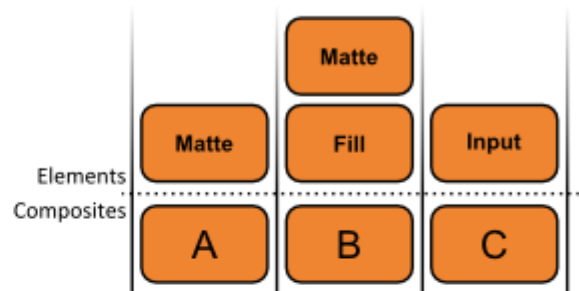 Matte
Matte Fill Input
Elements
Composites
A B C